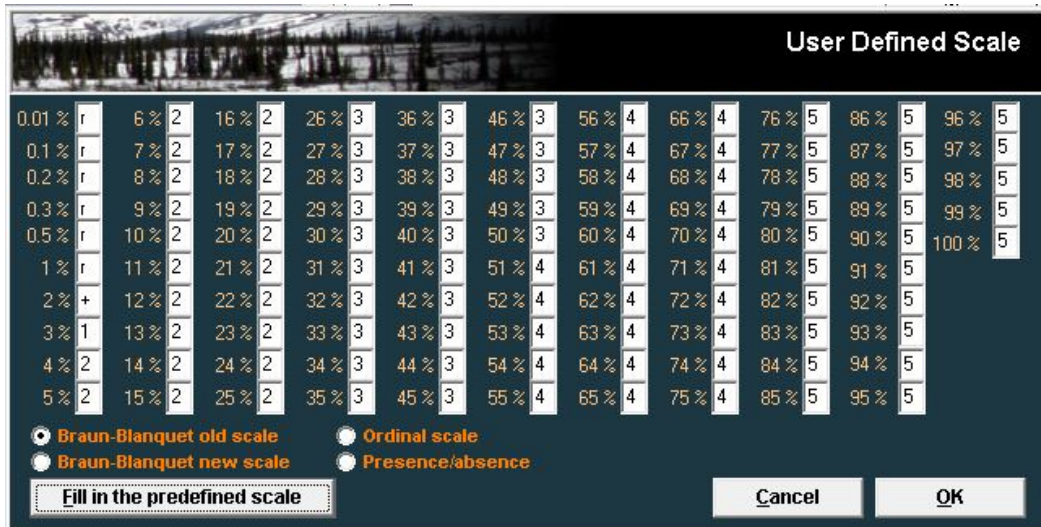 User Defined Scale
0.01 % r 6 % 2 16 % 2 26 % 3 36 % 3 46 % 3 56 % 4 66 % 4 76 % 5 86 % 5 96 % 5
0.1 % r 7 % 2 17 % 2 27 % 3 37 % 3 47 % 3 57 % 4 67 % 4 77 % 5 87 % 5 97 % 5
0.2 % r 8 % 2 18 % 2 28 % 3 38 % 3 48 % 3 58 % 4 68 % 4 78 % 5 88 % 5 98 % 5
0.3 % r 9 % 2 19 % 2 29 % 3 39 % 3 49 % 3 59 % 4 69 % 4 79 % 5 89 % 5 99 % 5
0.5 % r 10 % 2 20 % 2 30 % 3 40 % 3 50 % 3 60 % 4 70 % 4 80 % 5 90 % 5 100 % 5
1 % r 11 % 2 21 % 2 31 % 3 41 % 3 51 % 4 61 % 4 71 % 4 81 % 5 91 % 5
2 % + 12 % 2 22 % 2 32 % 3 42 % 3 52 % 4 62 % 4 72 % 4 82 % 5 92 % 5
3 % 1 13 % 2 23 % 2 33 % 3 43 % 3 53 % 4 63 % 4 73 % 4 83 % 5 93 % 5
4 % 2 14 % 2 24 % 2 34 % 3 44 % 3 54 % 4 64 % 4 74 % 4 84 % 5 94 % 5
5 % 2 15 % 2 25 % 2 35 % 3 45 % 3 55 % 4 65 % 4 75 % 4 85 % 5 95 % 5
Braun-Blanquet old scale Ordinal scale
Braun-Blanquet new scale Presence/absence
Fill in the predefined scale Cancel OK